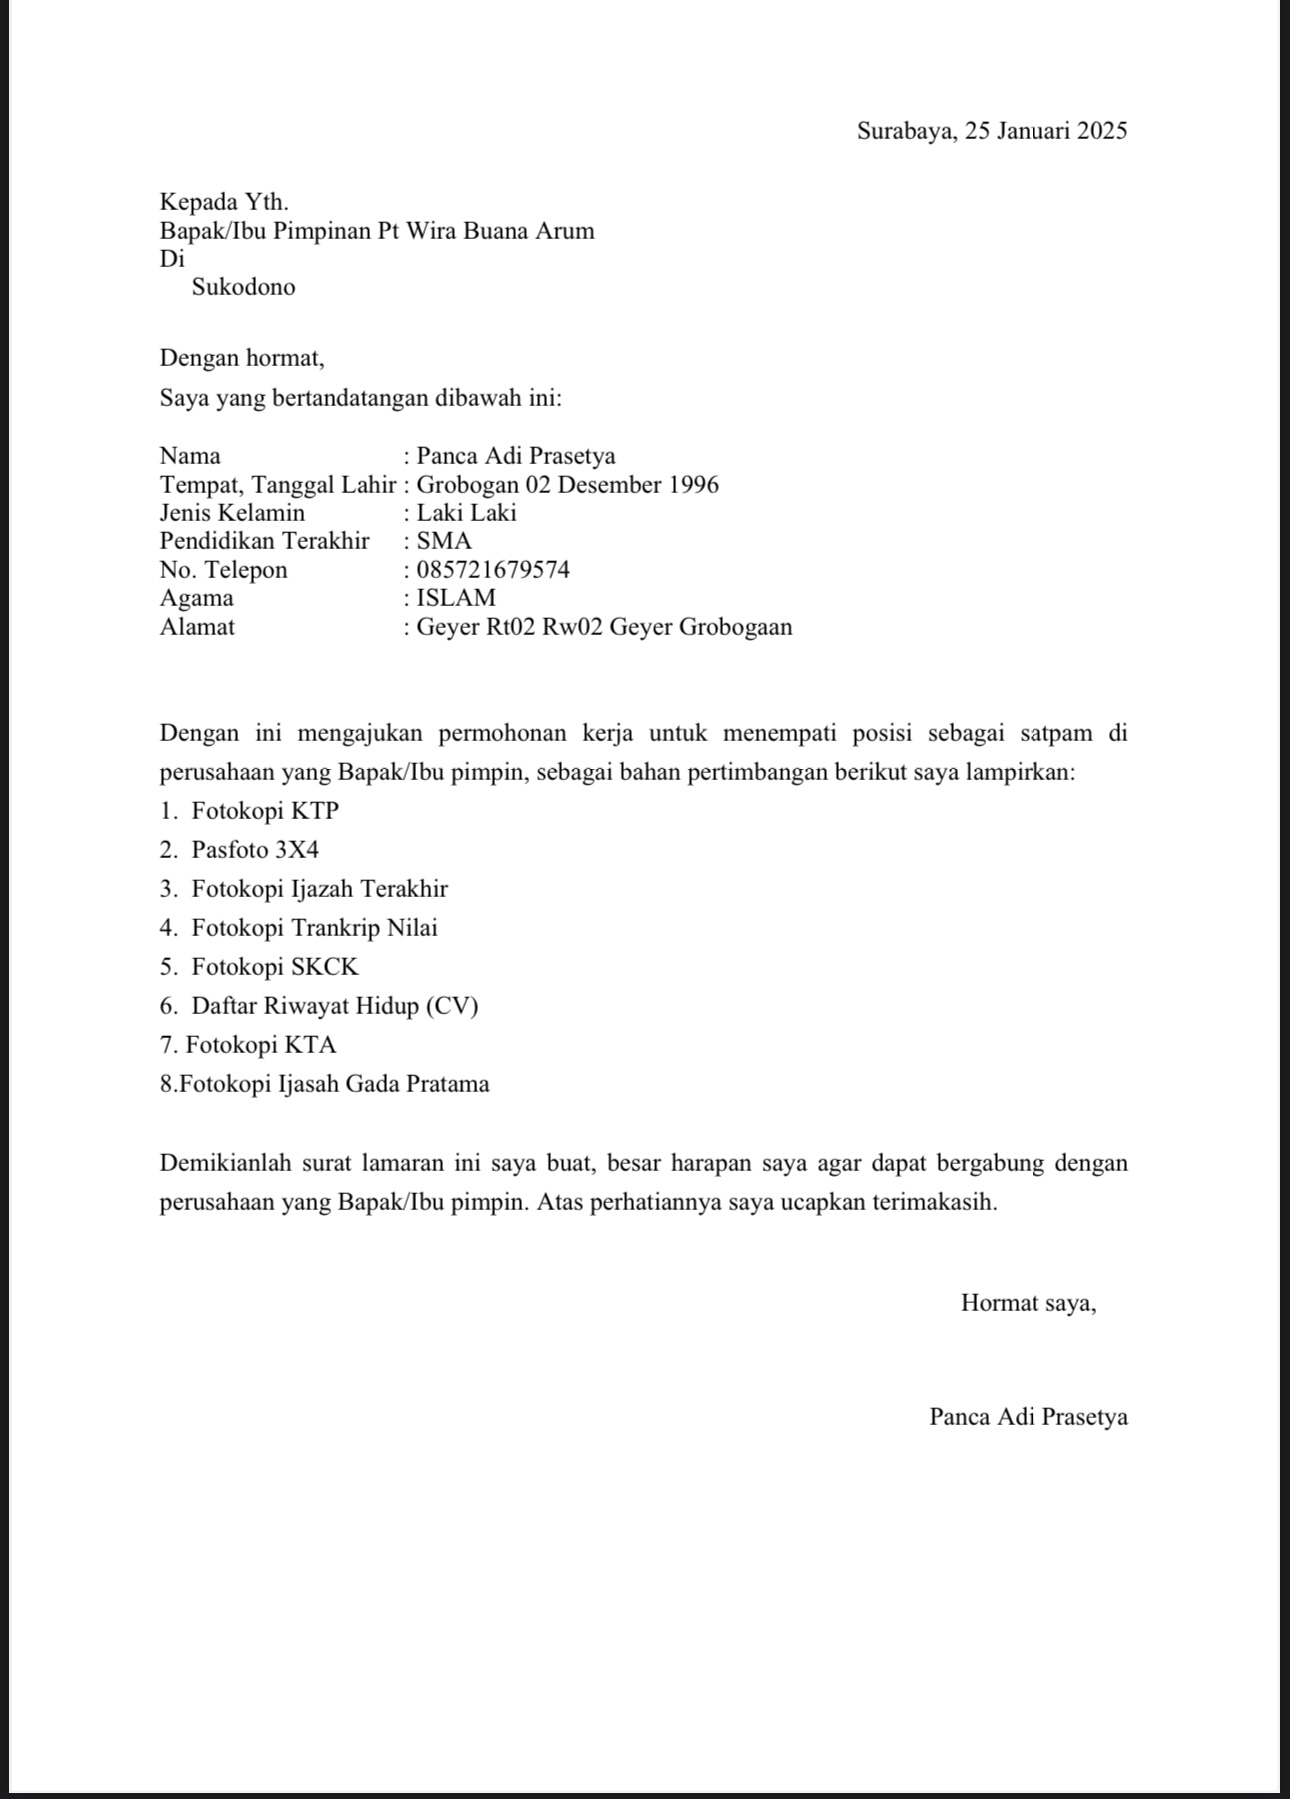 Surabaya, 25 Januari 2025
Kepada Yth.
Bapak/Ibu Pimpinan Pt Wira Buana Arum
Di
Sukodono
Dengan hormat,
Saya yang bertandatangan dibawah ini:
Nama : Panca Adi Prasetya
Tempat, Tanggal Lahir : Grobogan 02 Desember 1996
Jenis Kelamin : Laki Laki
Pendidikan Terakhir : SMA
No. Telepon : 085721679574
Agama : ISLAM
Alamat : Geyer Rt02 Rw02 Geyer Grobogaan
Dengan ini mengajukan permohonan kerja untuk menempati posisi sebagai satpam di
perusahaan yang Bapak/Ibu pimpin, sebagai bahan pertimbangan berikut saya lampirkan:
1. Fotokopi KTP
2. Pasfoto 3X4
3. Fotokopi Ijazah Terakhir
4. Fotokopi Trankrip Nilai
5. Fotokopi SKCK
6. Daftar Riwayat Hidup (CV)
7. Fotokopi KTA
8.Fotokopi Ijasah Gada Pratama
Demikianlah surat lamaran ini saya buat, besar harapan saya agar dapat bergabung dengan
perusahaan yang Bapak/Ibu pimpin. Atas perhatiannya saya ucapkan terimakasih.
Hormat saya,
Panca Adi Prasetya